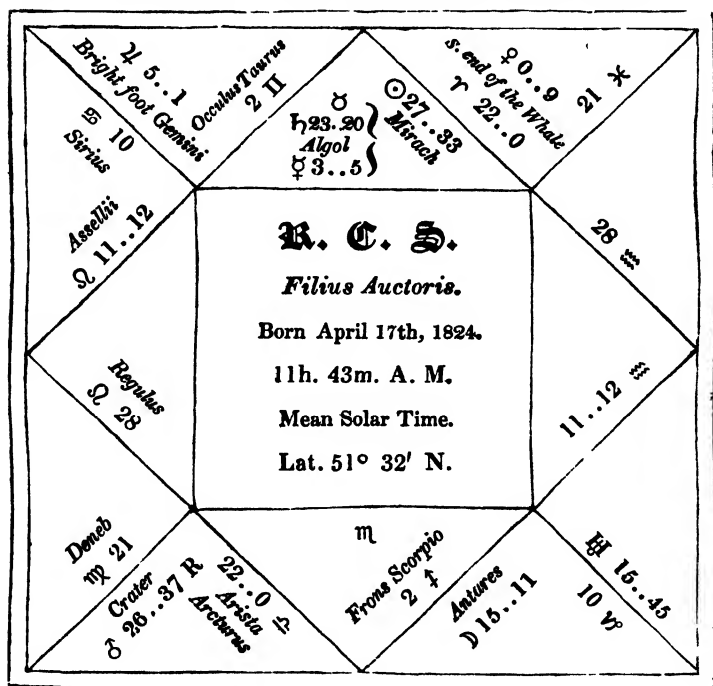 ♃ 5..1
Bright foot Gemini
Occulus Taurus
2 ♊
♋ 10
Sirius
♉
♄ 23..20
Algol
☿ 3..5
☉ 27..33
Mirach
♀ 0..9
s. end of the Whale
♈ 22..0
21 ♓
Assellii
♌ 11..12
28 ♒
R. C. S.
Filius Auctoris.
Born April 17th, 1824.
11h. 43m. A. M.
Mean Solar Time.
Lat. 51° 32′ N.
Regulus
♌ 28
11..12 ♒
Deneb
♍ 21
Crater
♂ 26..37 R
22..0 ♎
Arista
Arcturus
♏
Frons Scorpio
2 ♐
Antares
☽ 15..11
♅ 15..45
10 ♑